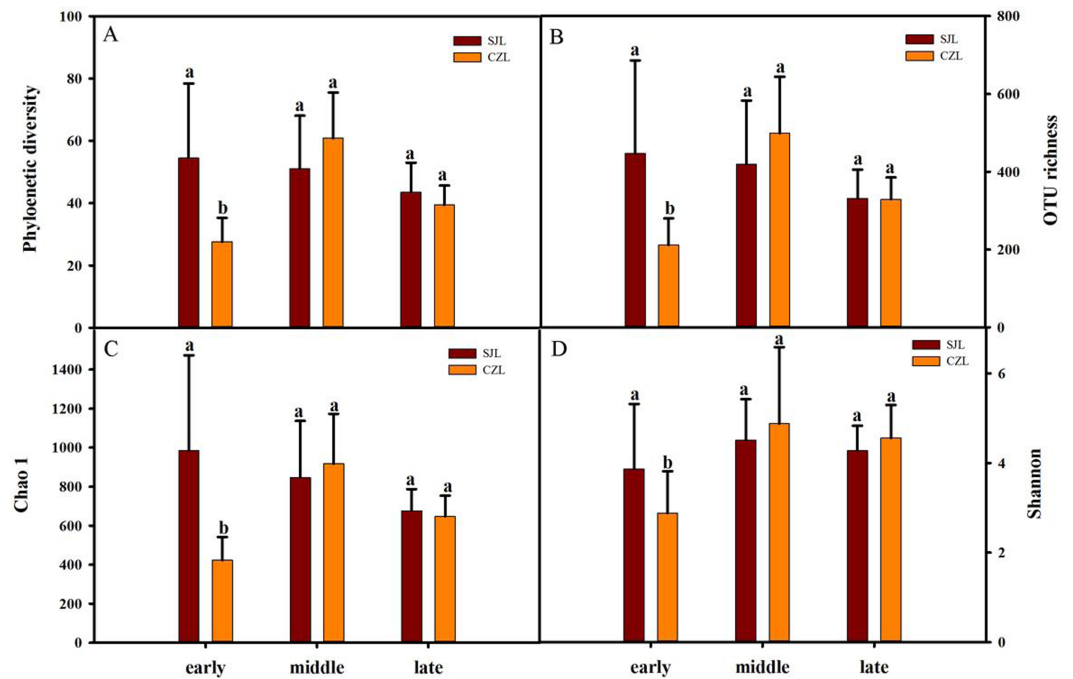 A
SJL
CZL
100
80
60
40
20
0
Phyloenetic diversity
a
b
a
a
a
a
B
SJL
CZL
800
600
400
200
0
OTU richness
a
b
a
a
a
a
C
SJL
CZL
1400
1200
1000
800
600
400
200
0
Chao 1
a
b
a
a
a
a
early middle late
D
SJL
CZL
6
4
2
0
Shannon
a
b
a
a
a
a
early middle late